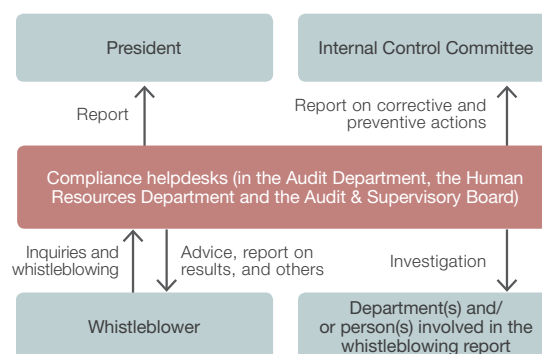 President
Internal Control Committee
Report
Report on corrective and
preventive actions
Compliance helpdesks (in the Audit Department, the Human
Resources Department and the Audit & Supervisory Board)
Inquiries and
whistleblowing
Advice, report on
results, and others
Investigation
Whistleblower
Department(s) and/
or person(s) involved in the
whistleblowing report